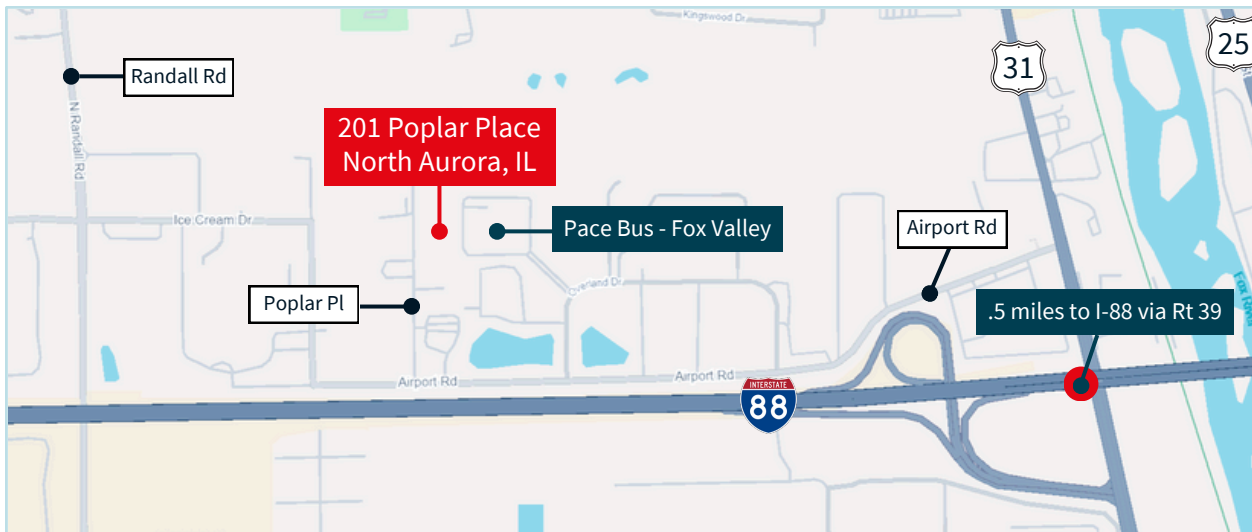 Kingswood Dr
25
31
Randall Rd
N Randall Rd
201 Poplar Place
North Aurora, IL
Ice Cream Dr
Pace Bus - Fox Valley
Airport Rd
Overland Dr
Poplar Pl
Fox River
.5 miles to I-88 via Rt 39
Airport Rd
Airport Rd
INTERSTATE
88